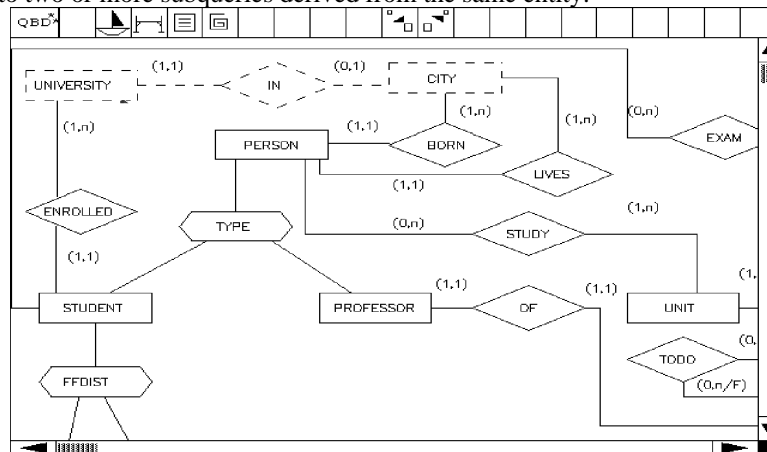 to two or more subqueries derived from the same entity.
QBD*
(1,1)
(0,1)
UNIVERSITY
IN
CITY
(1,n)
(1,n)
(1,n)
(0,n)
(1,1)
PERSON
BORN
EXAM
(1,1)
LIVES
ENROLLED
TYPE
(0,n)
STUDY
(1,n)
(1,1)
(1,1)
(1,1)
(1,
STUDENT
PROFESSOR
OF
UNIT
(0,
TODO
FFDIST
(0,n/F)